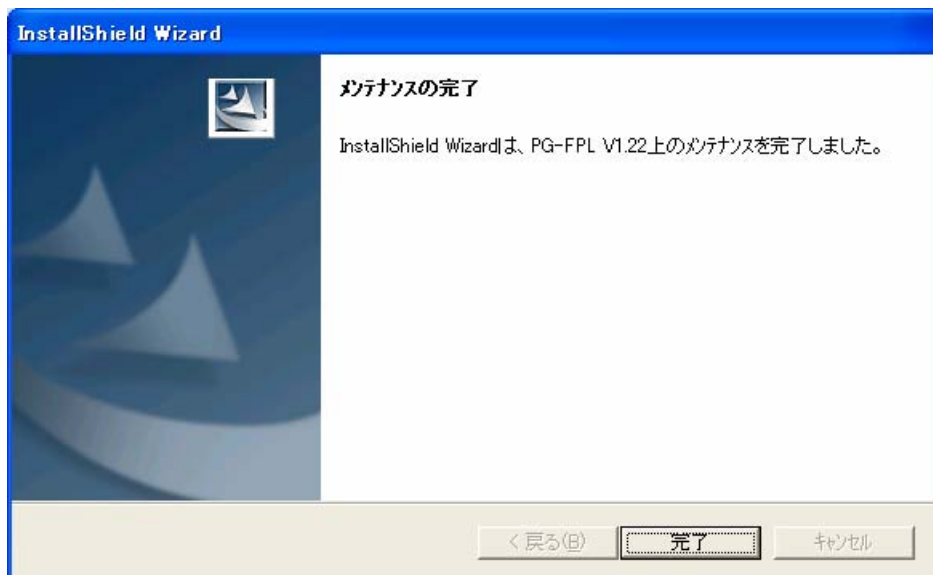 InstallShield Wizard
メンテナンスの完了
InstallShield Wizardは、PG-FPL V1.22上のメンテナンスを完了しました。
< 戻る(B)
完了
キャンセル